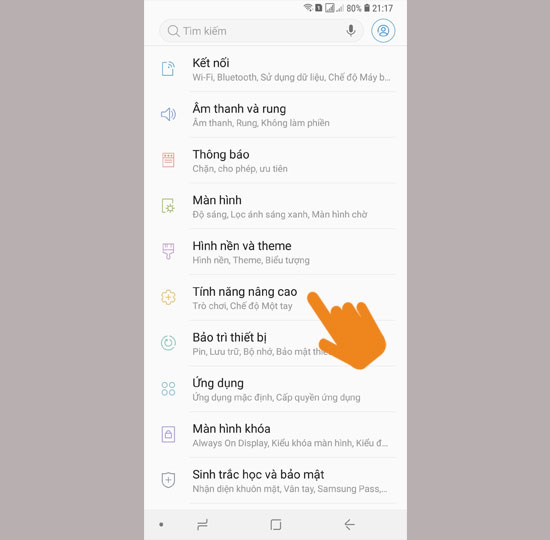 80% 21:17
Tìm kiếm
Kết nối
Wi-Fi, Bluetooth, Sử dụng dữ liệu, Chế độ Máy b...
Âm thanh và rung
Âm thanh, Rung, Không làm phiền
Thông báo
Chặn, cho phép, ưu tiên
Màn hình
Độ sáng, Lọc ánh sáng xanh, Màn hình chờ
Hình nền và theme
Hình nền, Theme, Biểu tượng
Tính năng nâng cao
Trò chơi, Chế độ Một tay
Bảo trì thiết bị
Pin, Lưu trữ, Bộ nhớ, Bảo mật
Ứng dụng
Ứng dụng mặc định, Cấp quyền ứng dụng
Màn hình khóa
Always On Display, Kiểu khóa màn hình, Kiểu đ...
Sinh trắc học và bảo mật
Nhận diện khuôn mặt, Vân tay, Samsung Pass,...